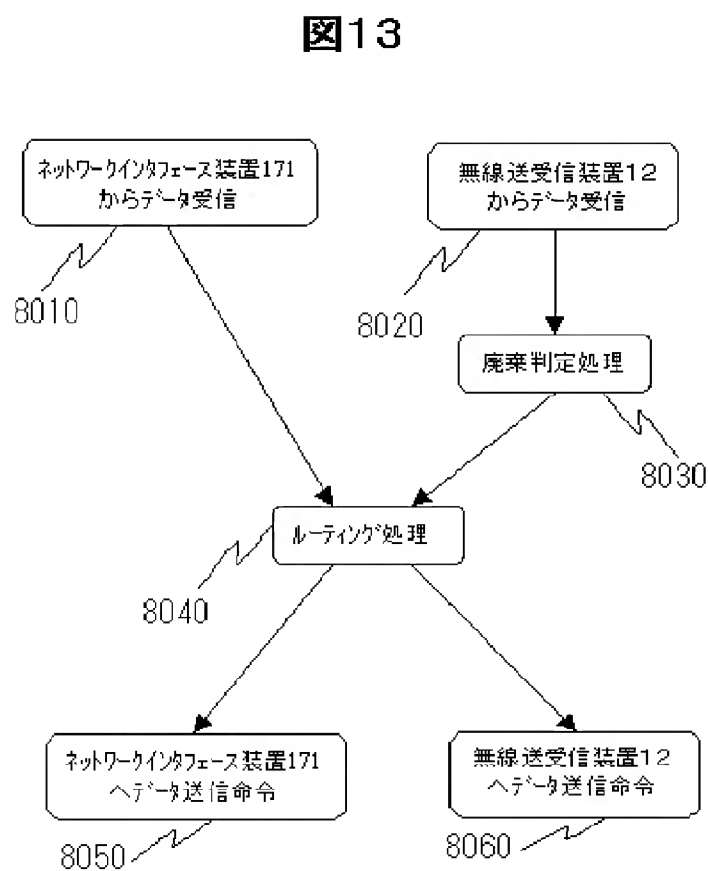 図13
ネットワークインタフェース装置171
からデータ受信
無線送受信装置12
からデータ受信
8010
8020
廃棄判定処理
8030
ルーティング処理
8040
ネットワークインタフェース装置171
へデータ送信命令
無線送受信装置12
へデータ送信命令
8050
8060